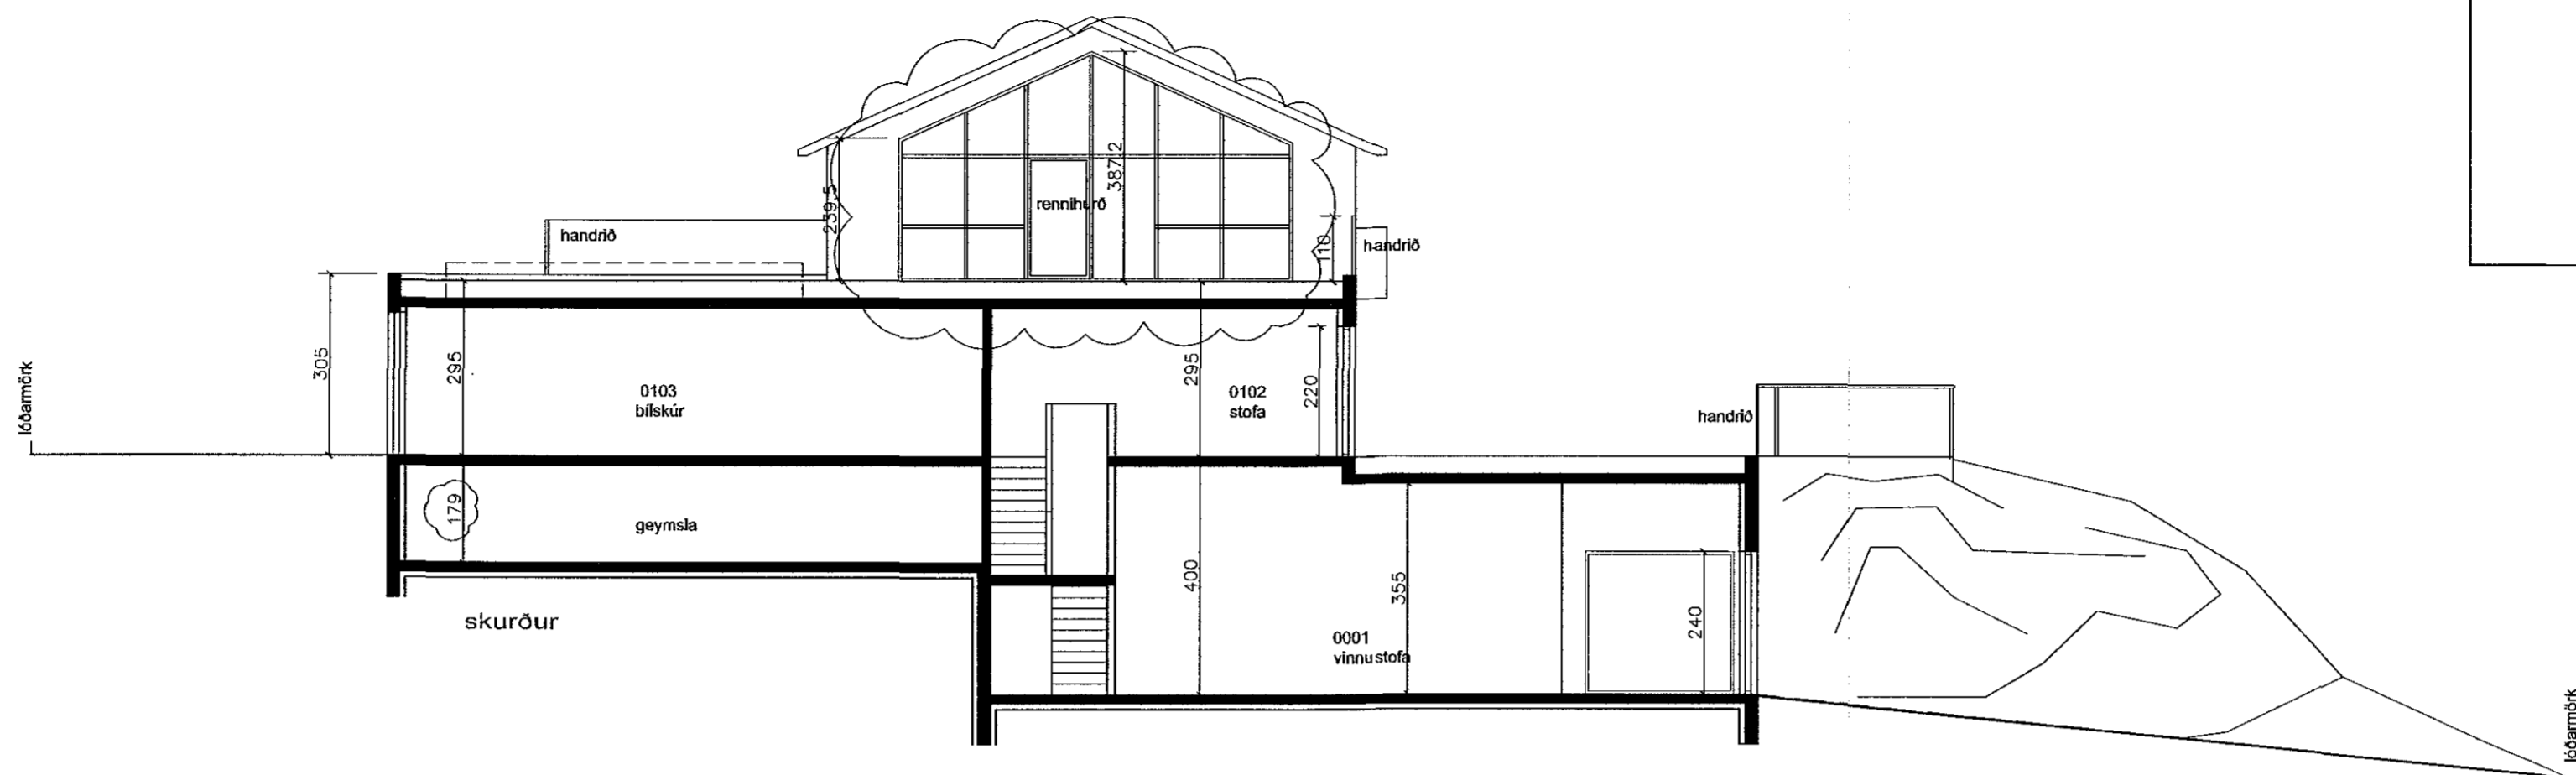 387.2
rennihurð
239.5
handrið
110
handrið
305
295
295
220
lóðarmörk
0103
bílskúr
0102
stofa
handrið
179
geymsla
400
355
240
skurður
0001
vinnustofa
lóðarmörk